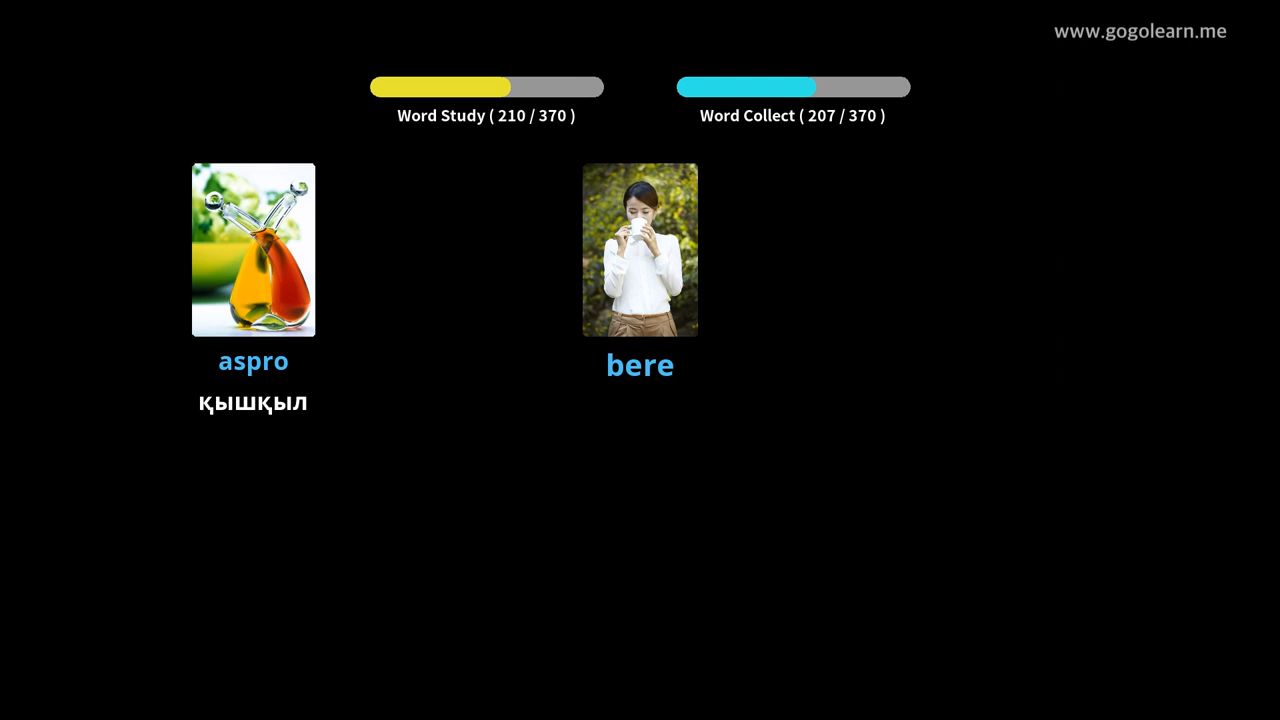 www.gogolearn.me
Word Study ( 210 / 370 )
Word Collect ( 207 / 370 )
aspro
қышқыл
bere